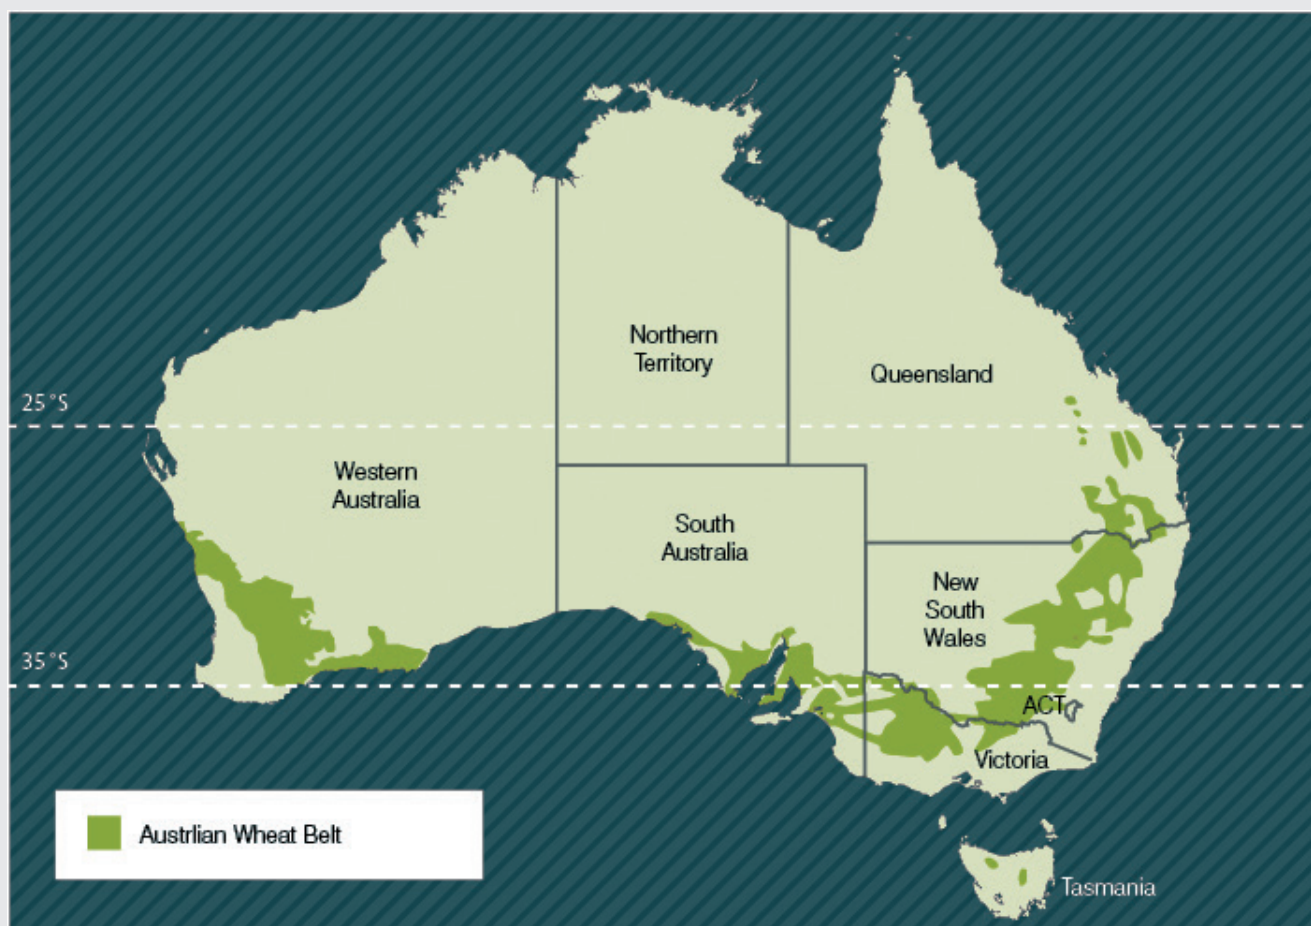 Northern
Territory
Queensland
25°S
Western
Australia
South
Australia
New
South
Wales
35°S
ACT
Victoria
Austrlian Wheat Belt
Tasmania